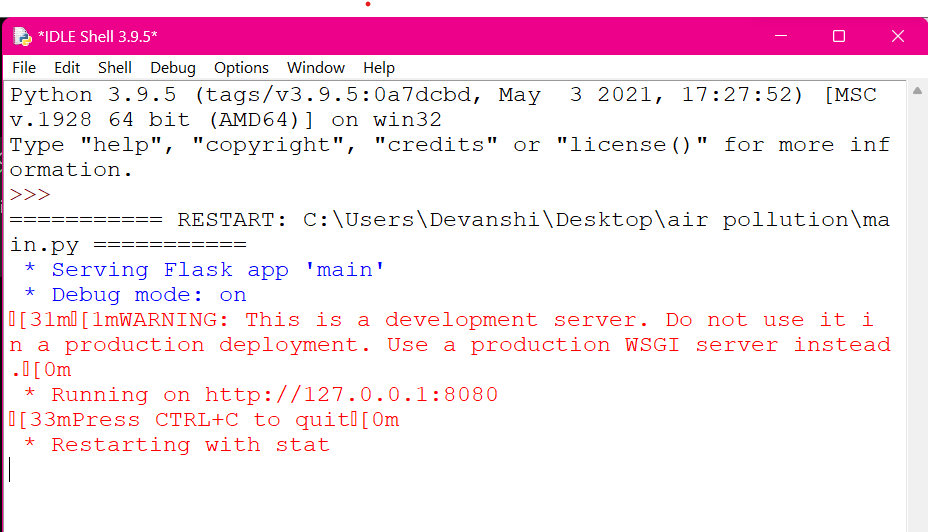 *IDLE Shell 3.9.5*
File Edit Shell Debug Options Window Help
Python 3.9.5 (tags/v3.9.5:0a7dcbd, May  3 2021, 17:27:52) [MSC
v.1928 64 bit (AMD64)] on win32
Type "help", "copyright", "credits" or "license()" for more inf
ormation.
>>>
=========== RESTART: C:\Users\Devanshi\Desktop\air pollution\ma
in.py ===========
 * Serving Flask app 'main'
 * Debug mode: on
[31m[1mWARNING: This is a development server. Do not use it i
n a production deployment. Use a production WSGI server instead
.[0m
 * Running on http://127.0.0.1:8080
[33mPress CTRL+C to quit[0m
 * Restarting with stat